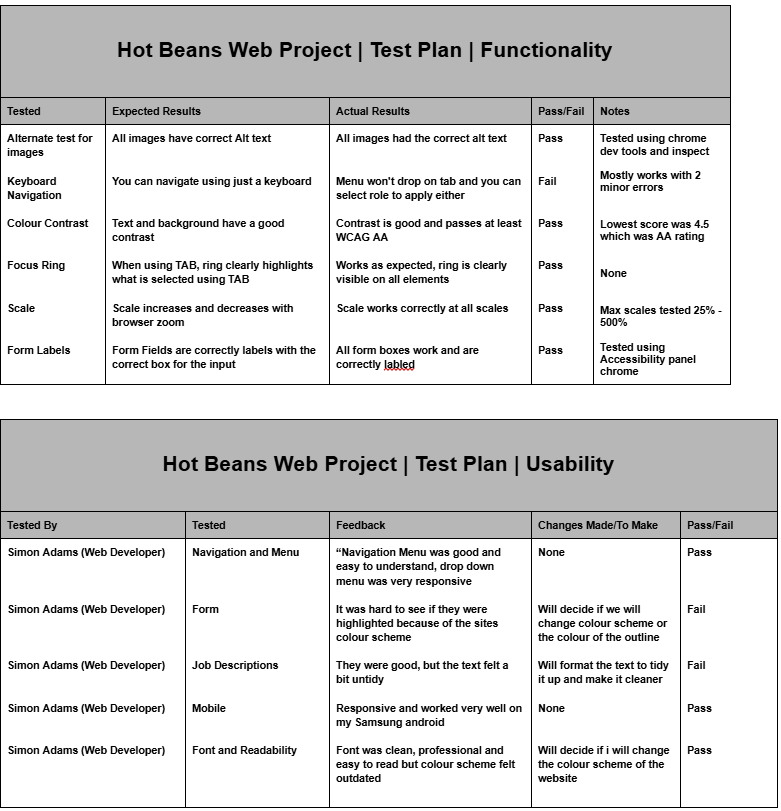 Hot Beans Web Project | Test Plan | Functionality
Tested Expected Results Actual Results Pass/Fail Notes
Alternate test for
images
All images have correct Alt text
All images had the correct alt text
Pass
Tested using chrome
dev tools and inspect
Keyboard
Navigation
You can navigate using just a keyboard
Menu won't drop on tab and you can
select role to apply either
Fail
Mostly works with 2
minor errors
Colour Contrast
Text and background have a good
contrast
Contrast is good and passes at least
WCAG AA
Pass
Lowest score was 4.5
which was AA rating
Focus Ring
When using TAB, ring clearly highlights
what is selected using TAB
Works as expected, ring is clearly
visible on all elements
Pass
None
Scale
Scale increases and decreases with
browser zoom
Scale works correctly at all scales
Pass
Max scales tested 25% -
500%
Form Labels
Form Fields are correctly labels with the
correct box for the input
All form boxes work and are
correctly labled
Pass
Tested using
Accessibility panel
chrome
Hot Beans Web Project | Test Plan | Usability
Tested By Tested Feedback Changes Made/To Make Pass/Fail
Simon Adams (Web Developer)
Navigation and Menu
“Navigation Menu was good and
easy to understand, drop down
menu was very responsive
None
Pass
Simon Adams (Web Developer)
Form
It was hard to see if they were
highlighted because of the sites
colour scheme
Will decide if we will
change colour scheme or
the colour of the outline
Fail
Simon Adams (Web Developer)
Job Descriptions
They were good, but the text felt a
bit untidy
Will format the text to tidy
it up and make it cleaner
Fail
Simon Adams (Web Developer)
Mobile
Responsive and worked very well on
my Samsung android
None
Pass
Simon Adams (Web Developer)
Font and Readability
Font was clean, professional and
easy to read but colour scheme felt
outdated
Will decide if i will change
the colour scheme of the
website
Pass